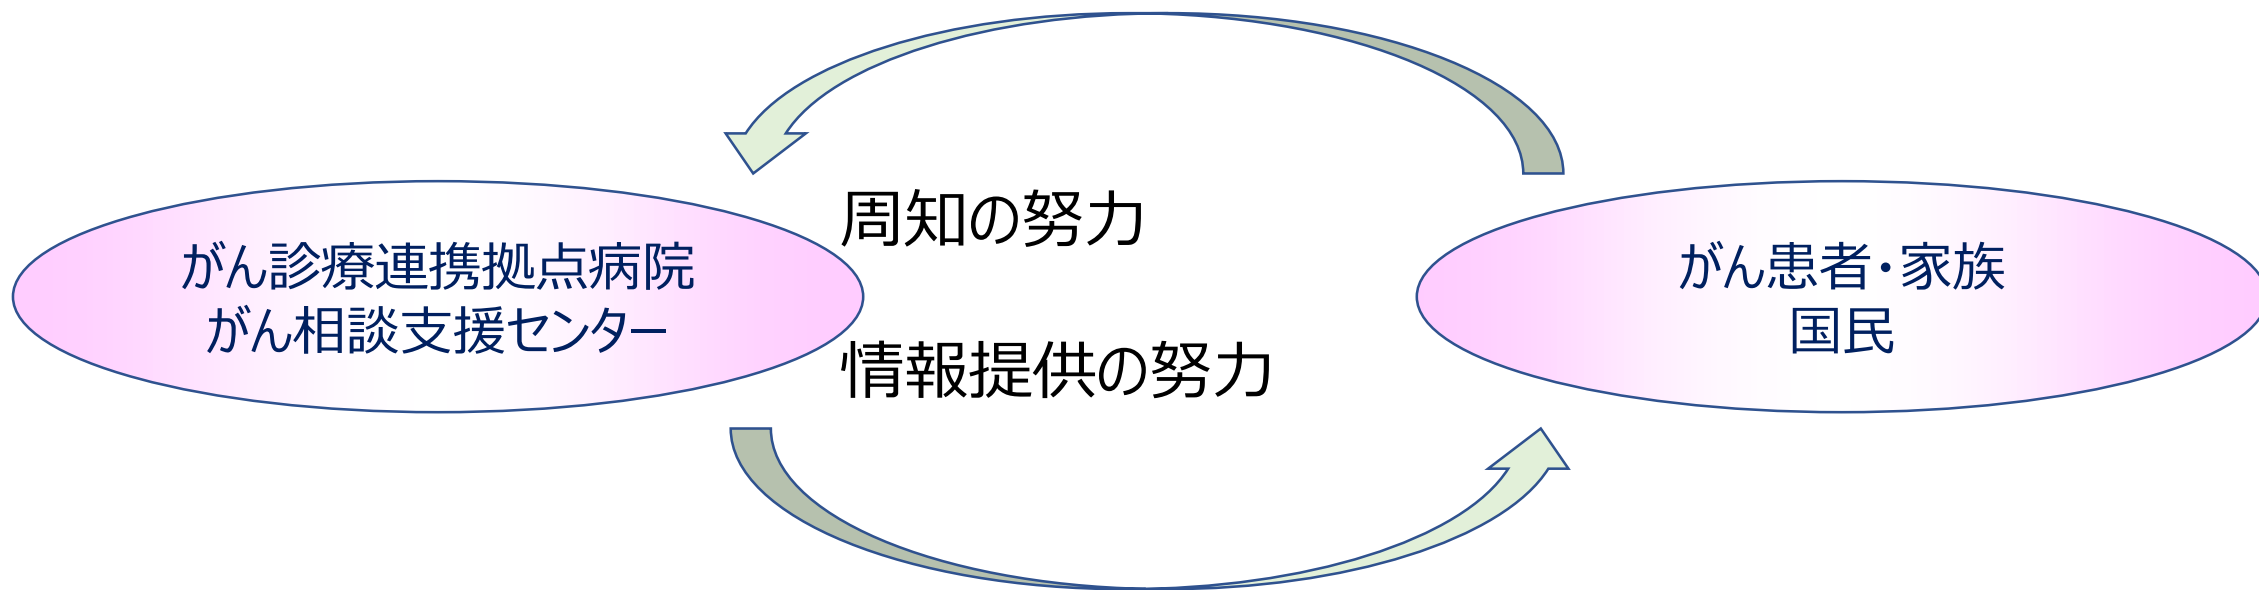 周知の努力
がん診療連携拠点病院
がん相談支援センター
がん患者・家族
国民
情報提供の努力